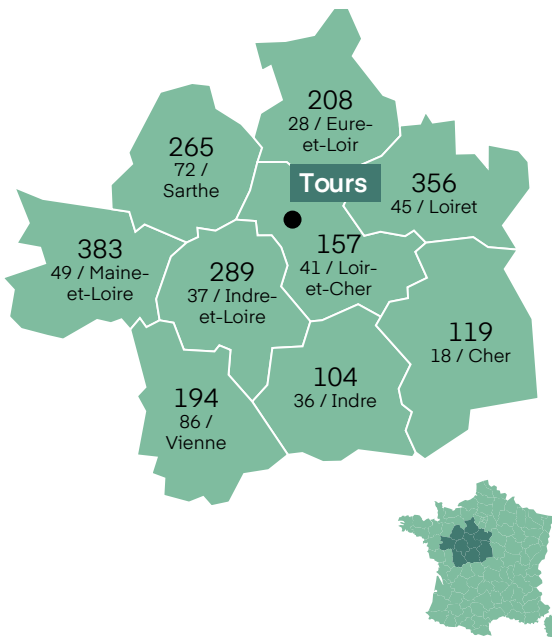 208
28 / Eure-
et-Loir
265
72 /
Sarthe
Tours
356
45 / Loiret
383
49 / Maine-
et-Loire
289
37 / Indre-
et-Loire
157
41 / Loir-
et-Cher
119
18 / Cher
194
86 /
Vienne
104
36 / Indre